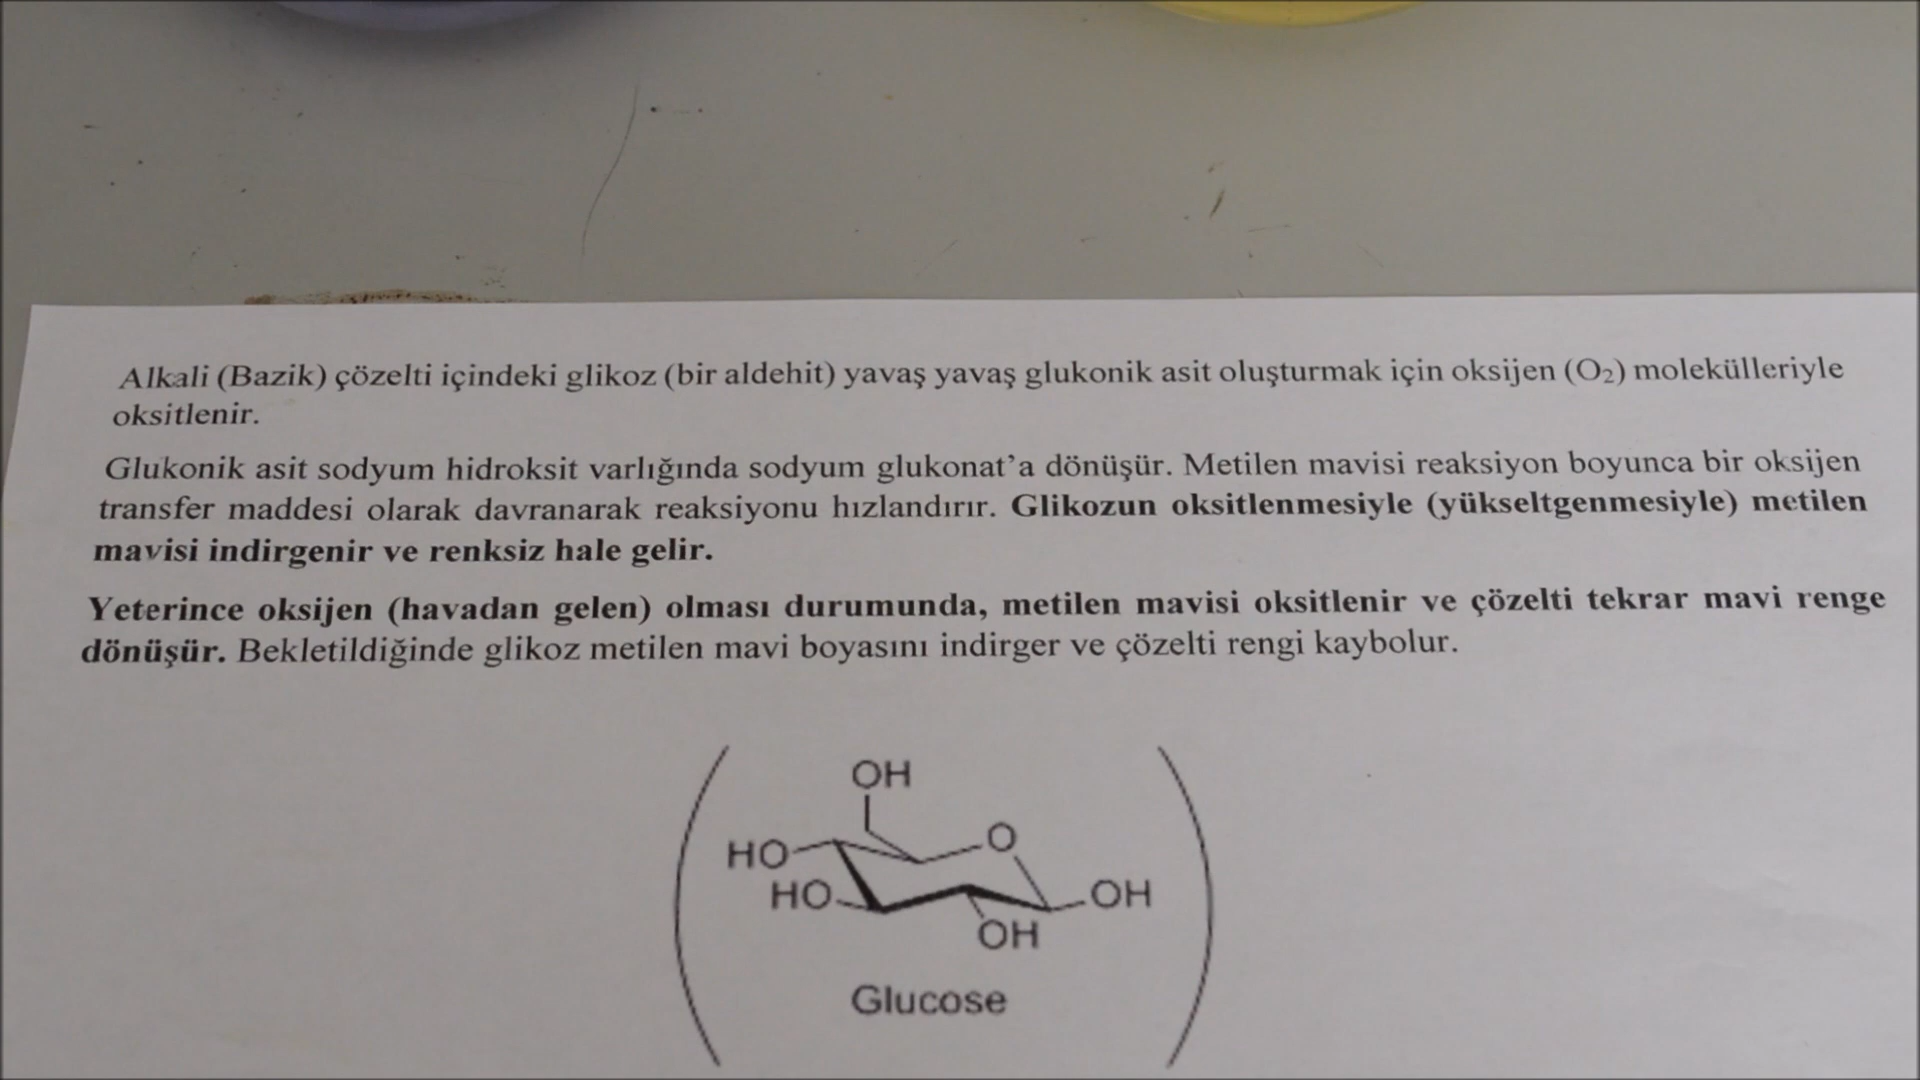 Alkali (Bazik) çözelti içindeki glikoz (bir aldehit) yavaş yavaş glukonik asit oluşturmak için oksijen (O₂) molekülleriyle
oksitlenir.
Glukonik asit sodyum hidroksit varlığında sodyum glukonat'a dönüşür. Metilen mavisi reaksiyon boyunca bir oksijen
transfer maddesi olarak davranarak reaksiyonu hızlandırır. Glikozun oksitlenmesiyle (yükseltgenmesiyle) metilen
mavisi indirgenir ve renksiz hale gelir.
Yeterince oksijen (havadan gelen) olması durumunda, metilen mavisi oksitlenir ve çözelti tekrar mavi renge
dönüşür. Bekletildiğinde glikoz metilen mavi boyasını indirger ve çözelti rengi kaybolur.
OH
O
HO
HO
OH
OH
Glucose